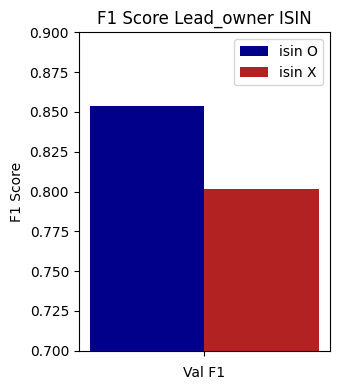 F1 Score Lead_owner ISIN
isin O
isin X
F1 Score
0.900
0.875
0.850
0.825
0.800
0.775
0.750
0.725
0.700
Val F1